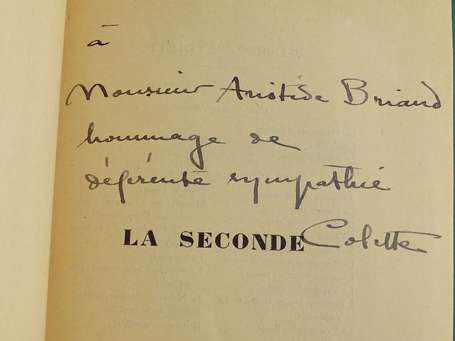 à
Monsieur Aristide Briand
hommage de
déférente sympathie
LA SECONDE Colette